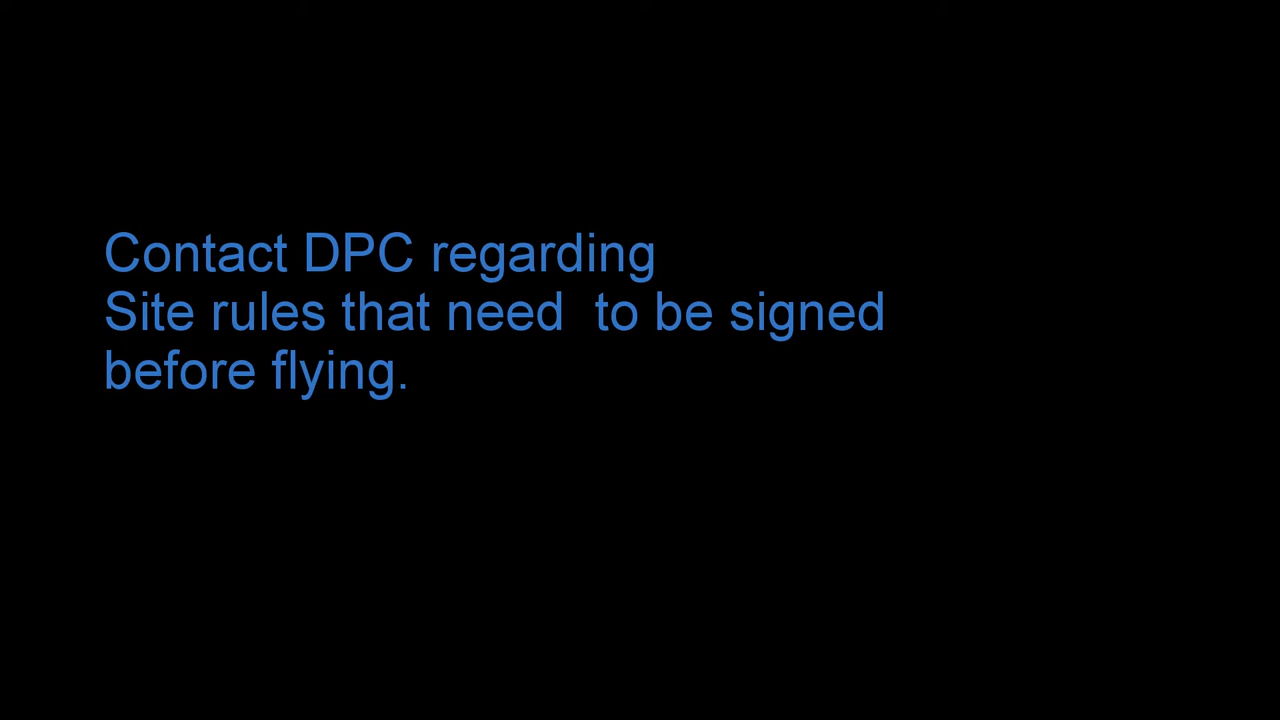 Contact DPC regarding
Site rules that need  to be signed
before flying.